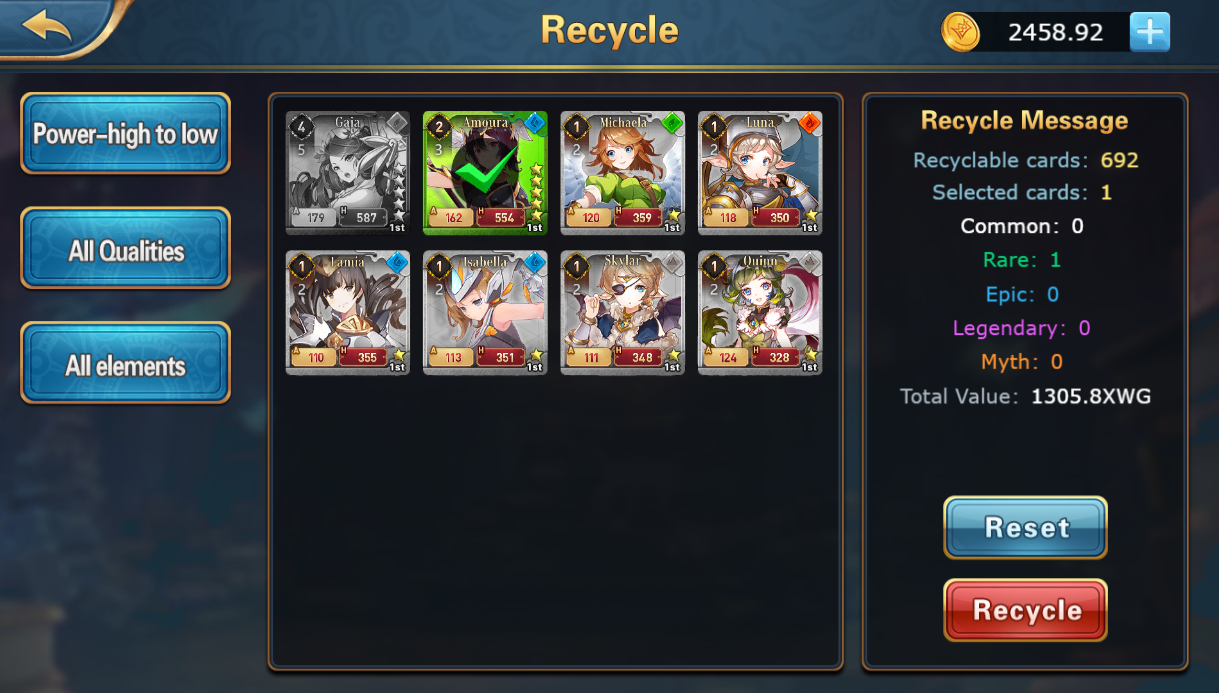 Recycle
2458.92
Power-high to low
All Qualities
All elements
4 Gaia
5
A 179 H 587
1st
2 Amoura
3
A 162 H 554
1st
1 Michaela
2
A 120 H 359
1st
1 Luna
2
A 118 H 350
1st
1 Lamia
2
A 110 H 355
1st
1 Isabella
2
A 113 H 351
1st
1 Skylar
2
A 111 H 348
1st
1 Quinn
2
A 124 H 328
1st
Recycle Message
Recyclable cards: 692
Selected cards: 1
Common: 0
Rare: 1
Epic: 0
Legendary: 0
Myth: 0
Total Value: 1305.8XWG
Reset
Recycle